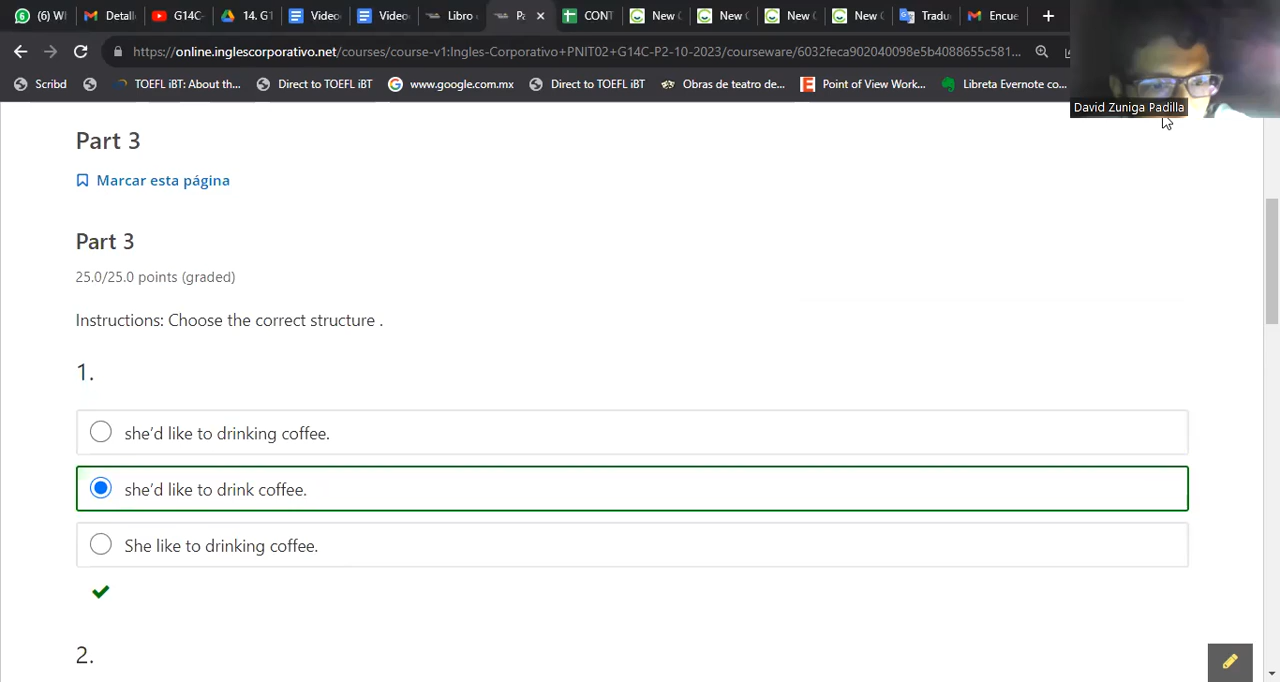 (6) WI
Detall
G14C-
14. G1
Video
Video
Libro
Pa
CONT
New (
New (
New (
New (
Tradu
Encue
https://online.inglescorporativo.net/courses/course-v1:Ingles-Corporativo+PNIT02+G14C-P2-10-2023/courseware/6032feca902040098e5b4088655c581...
Scribd
TOEFL iBT: About th...
Direct to TOEFL iBT
www.google.com.mx
Direct to TOEFL iBT
Obras de teatro de...
Point of View Work...
Libreta Evernote co...
David Zuniga Padilla
Part 3
Marcar esta página
Part 3
25.0/25.0 points (graded)
Instructions: Choose the correct structure .
1.
she’d like to drinking coffee.
she’d like to drink coffee.
She like to drinking coffee.
2.